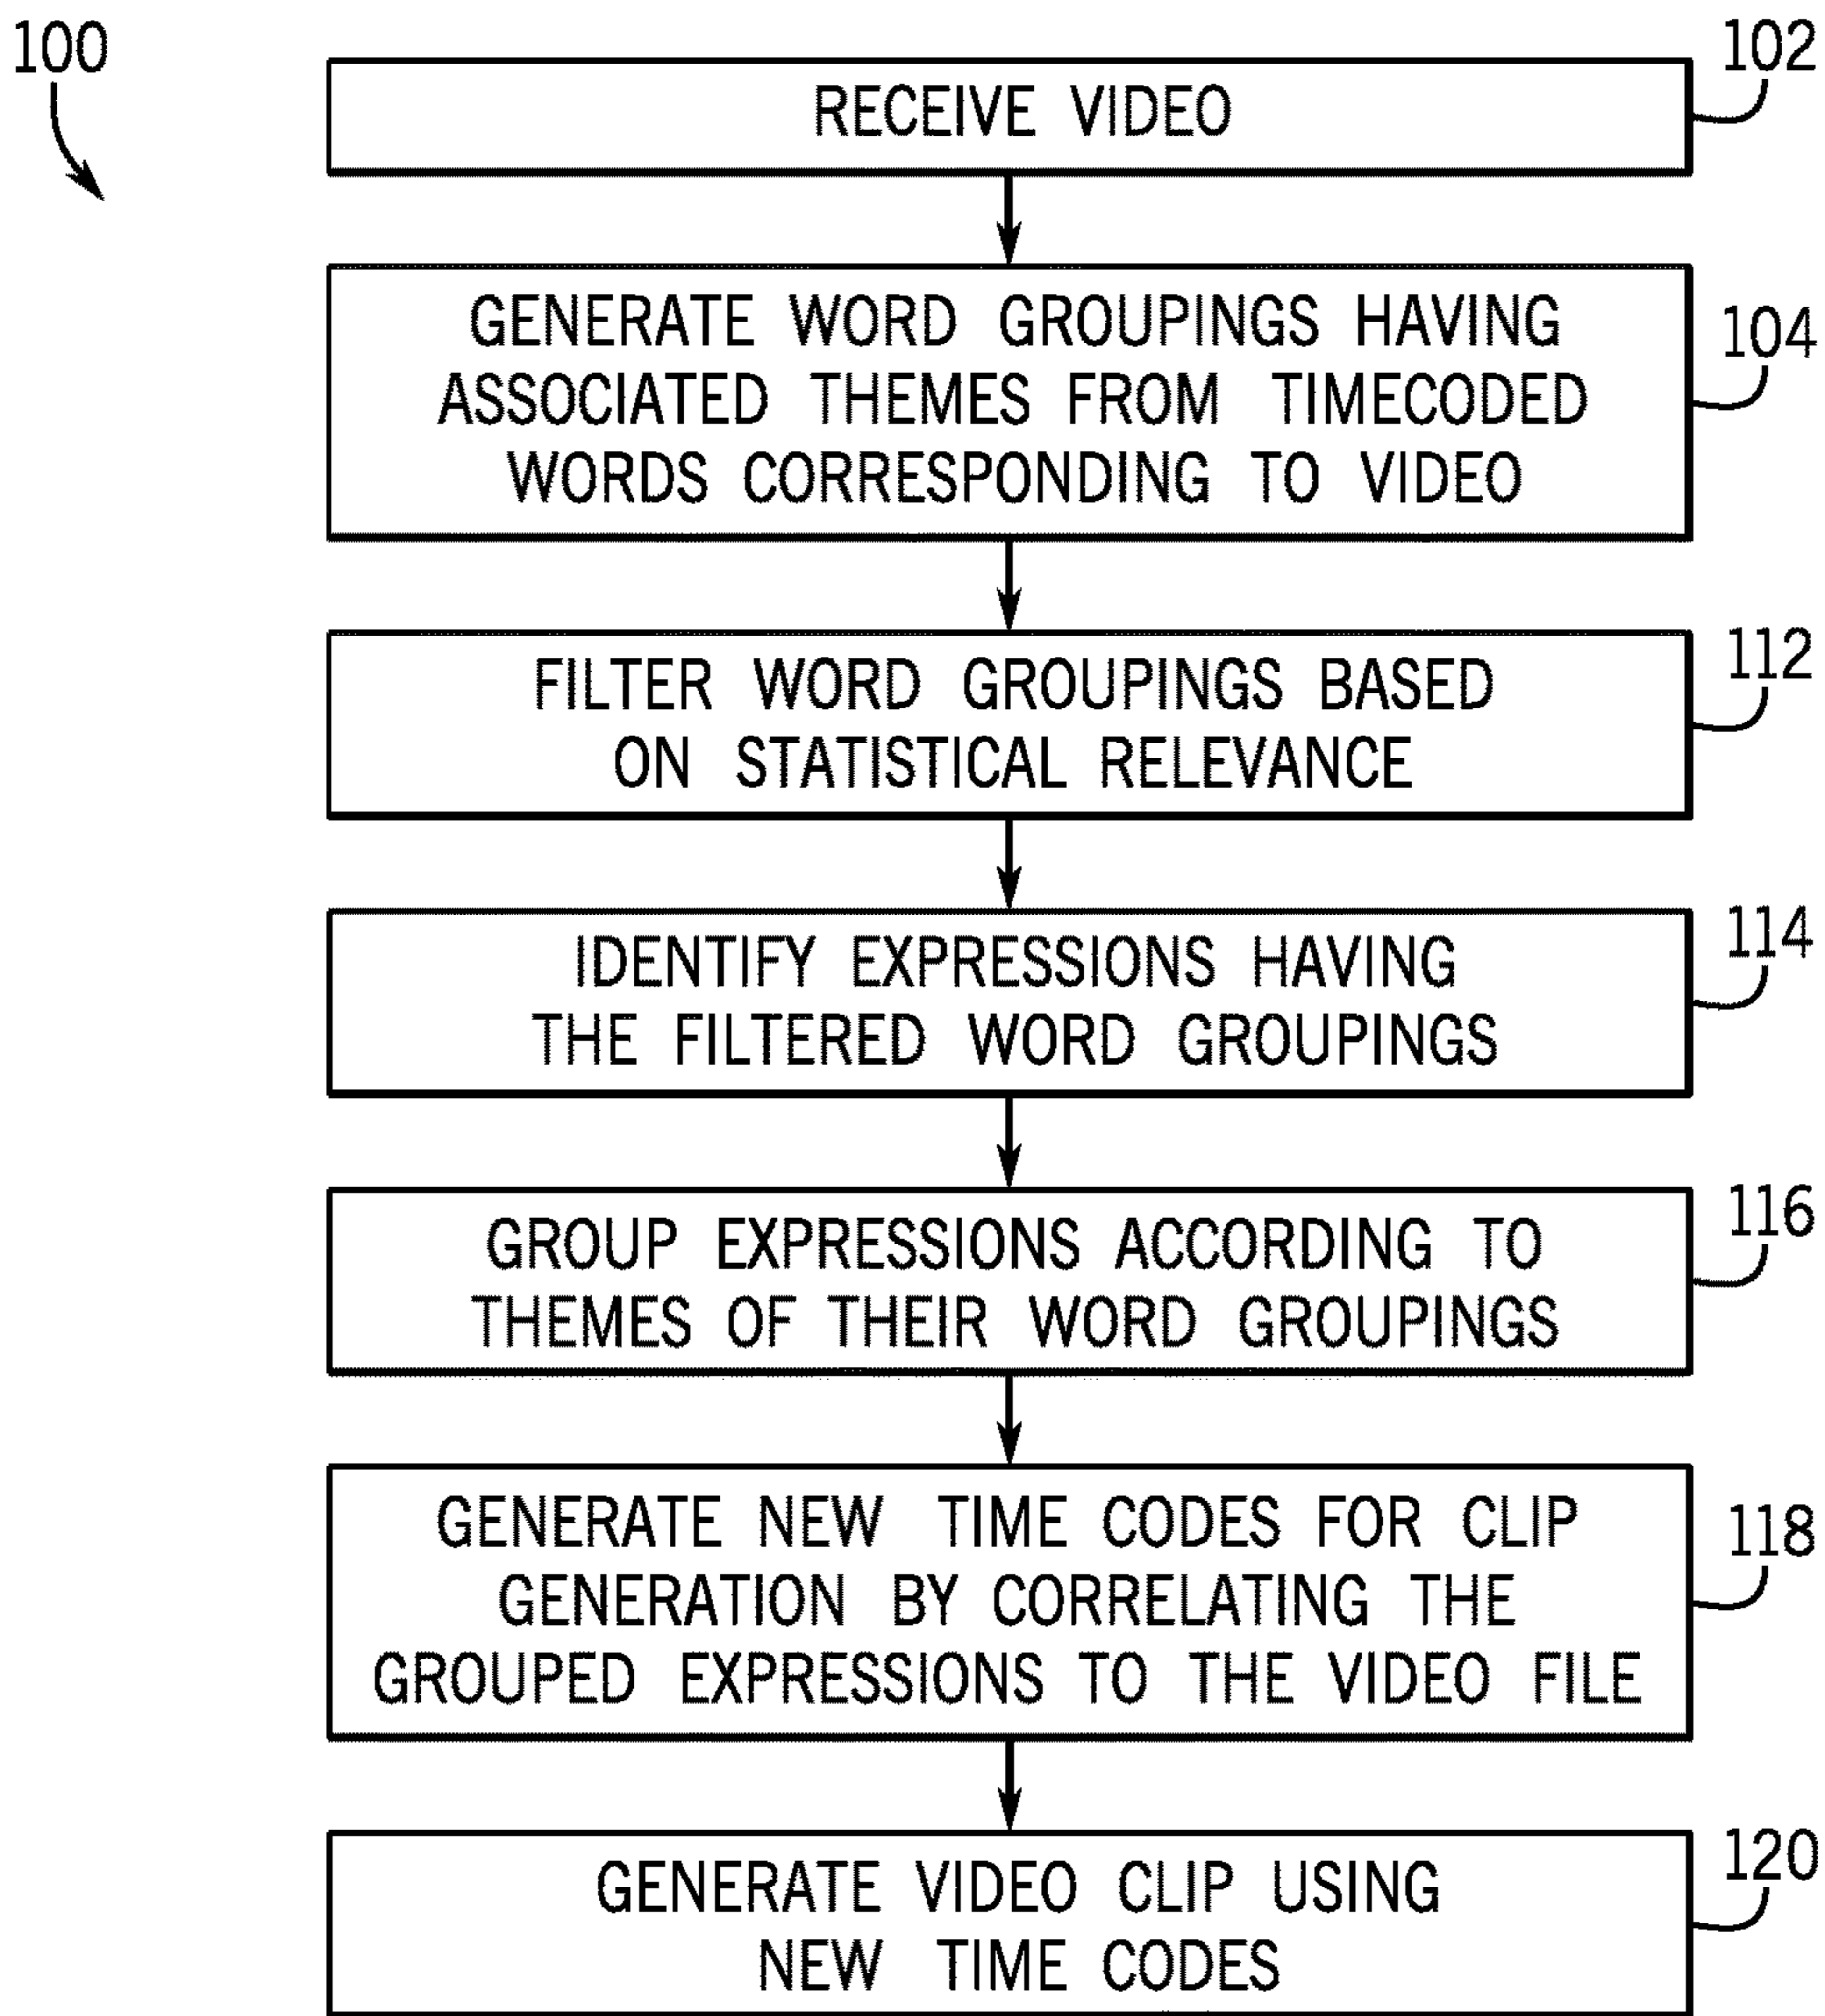 100
RECEIVE VIDEO
102
GENERATE WORD GROUPINGS HAVING
ASSOCIATED THEMES FROM TIMECODED
WORDS CORRESPONDING TO VIDEO
104
FILTER WORD GROUPINGS BASED
ON STATISTICAL RELEVANCE
112
IDENTIFY EXPRESSIONS HAVING
THE FILTERED WORD GROUPINGS
114
GROUP EXPRESSIONS ACCORDING TO
THEMES OF THEIR WORD GROUPINGS
116
GENERATE NEW TIME CODES FOR CLIP
GENERATION BY CORRELATING THE
GROUPED EXPRESSIONS TO THE VIDEO FILE
118
GENERATE VIDEO CLIP USING
NEW TIME CODES
120